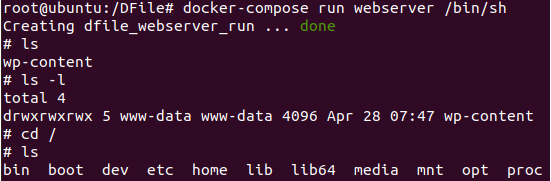 root@ubuntu:/DFile# docker-compose run webserver /bin/sh
Creating dfile_webserver_run ... done
# ls
wp-content
# ls -l
total 4
drwxrwxrwx 5 www-data www-data 4096 Apr 28 07:47 wp-content
# cd /
# ls
bin boot dev etc home lib lib64 media mnt opt proc